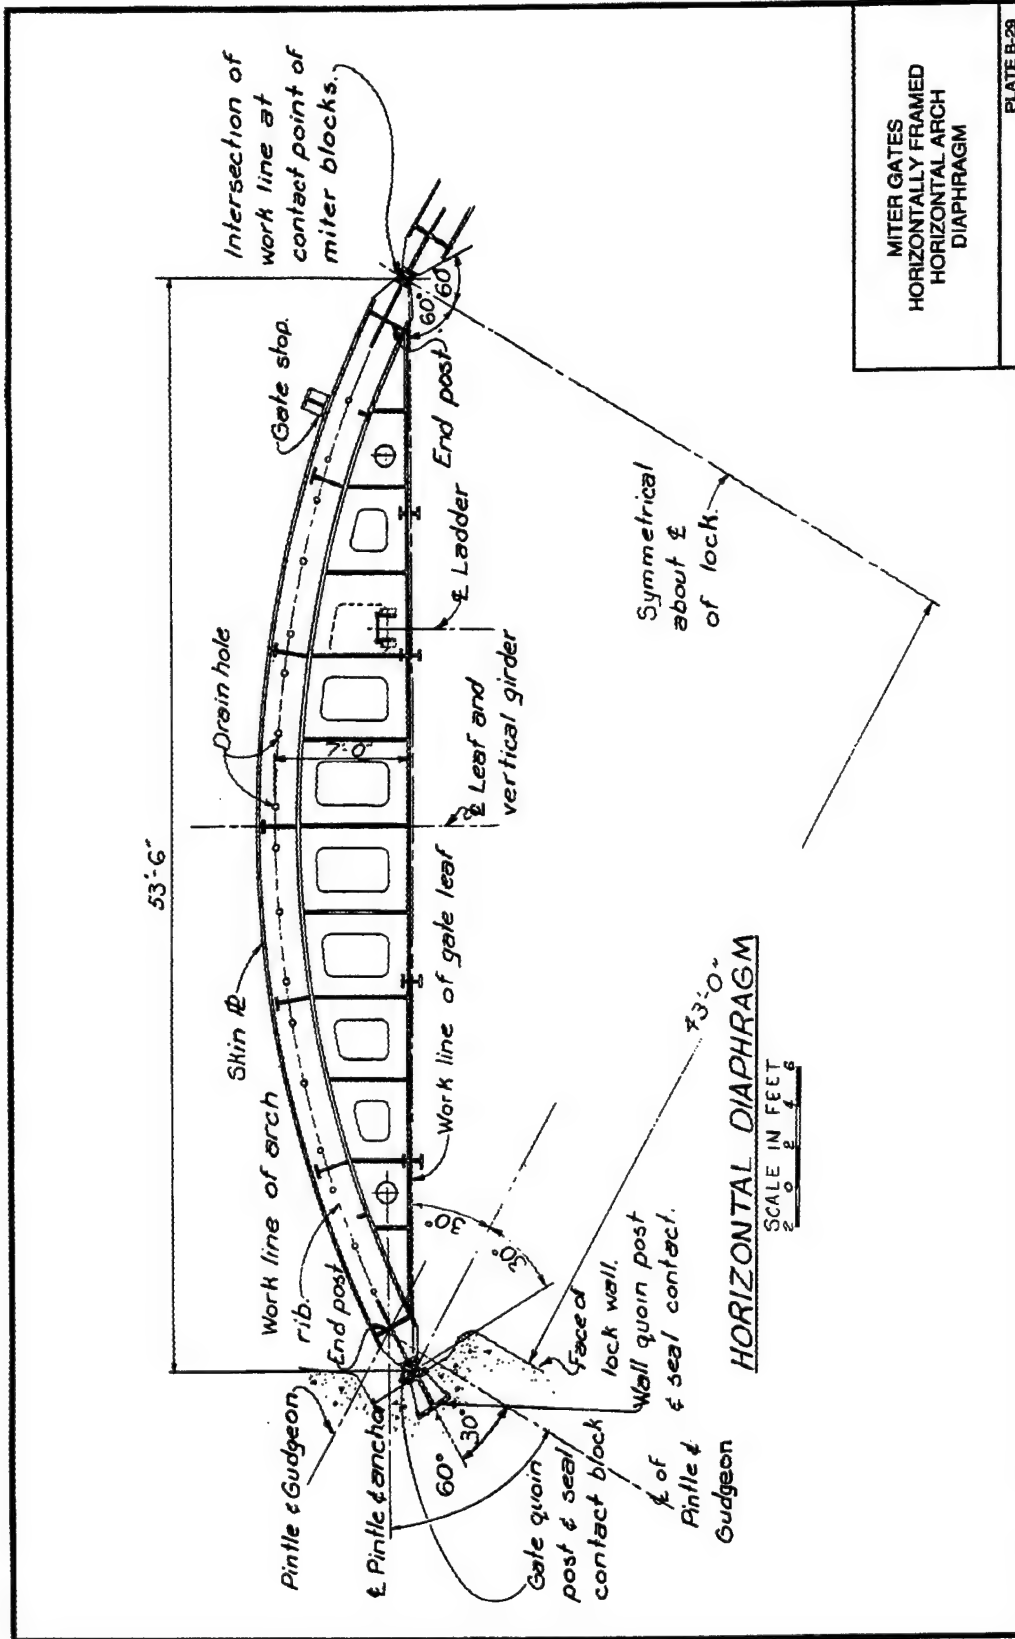 Intersection of
work line at
contact point of
miter blocks.
Gate stop.
60°
60°
End post
Drain hole
℄ Ladder
7'-0"
℄ Leaf and
vertical girder
53'-6"
Skin ℙ
Work line of arch
rib.
End post
Work line of gate leaf
Pintle & Gudgeon
℄ Pintle & anchor
30°
30°
60°
30°
Face of
lock wall.
Wall quoin post
& seal contact.
Gate quoin
post & seal
contact block
℄ of
Pintle &
Gudgeon
43'-0"
Symmetrical
about ℄
of lock.
HORIZONTAL DIAPHRAGM
SCALE IN FEET
2 0 2 4 6
MITER GATES
HORIZONTALLY FRAMED
HORIZONTAL ARCH
DIAPHRAGM
PLATE B-29